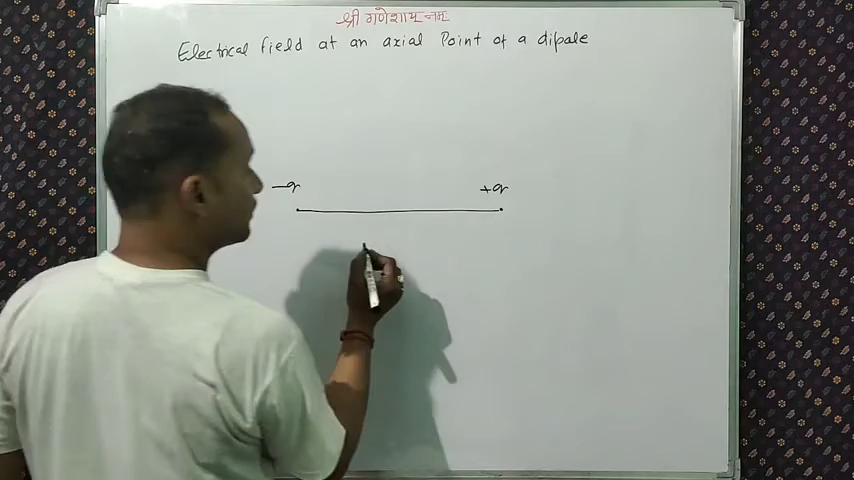 श्री गणेशाय नमः
Electrical field at an axial Point of a dipole
-q +q